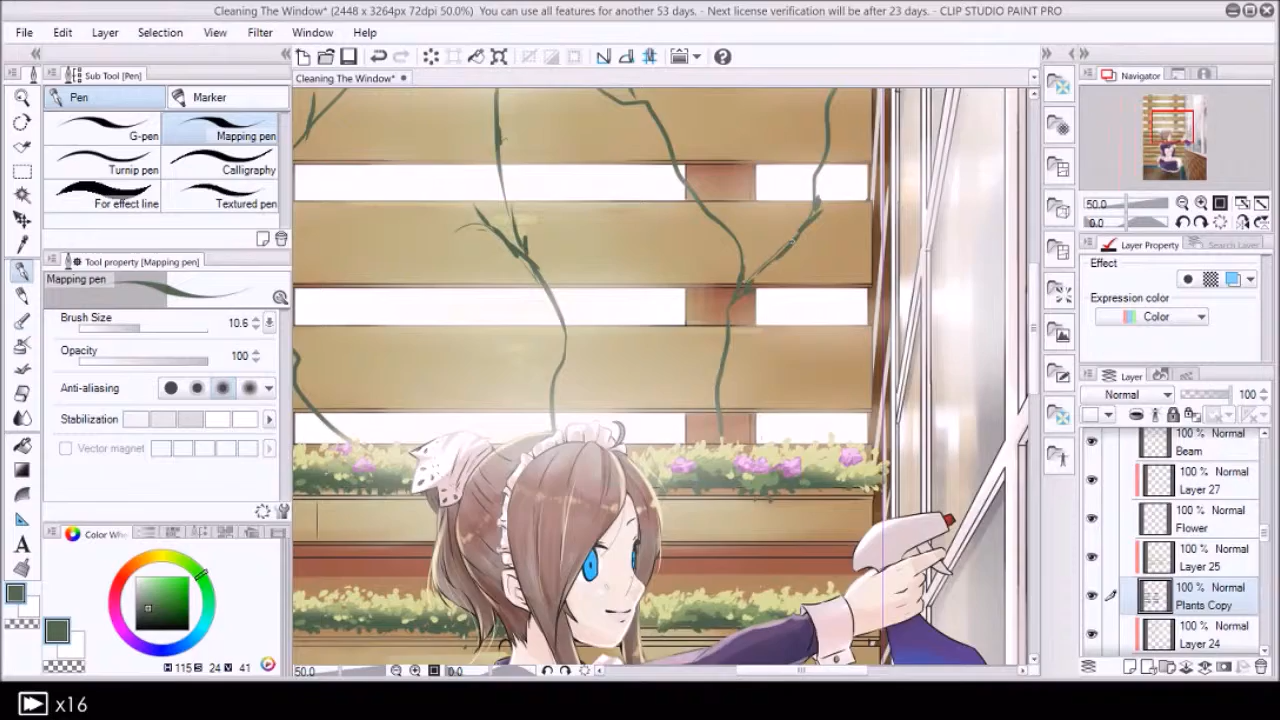 Cleaning The Window* (2448 x 3264px 72dpi 50.0%) You can use all features for another 53 days. - Next license verification will be after 23 days. - CLIP STUDIO PAINT PRO
File Edit Layer Selection View Filter Window Help
Sub Tool [Pen]
Cleaning The Window*
Navigator
Pen
Marker
G-pen
Mapping pen
Turnip pen
Calligraphy
For effect line
Textured pen
50.0
0.0
Tool property [Mapping pen]
Mapping pen
Brush Size
10.6
Opacity
100
Anti-aliasing
Stabilization
Vector magnet
Layer Property
Search Layer
Effect
Expression color
Color
Layer
Normal
100
100 % Normal
Beam
100 % Normal
Layer 27
100 % Normal
Flower
100 % Normal
Layer 25
100 % Normal
Plants Copy
100 % Normal
Layer 24
Color Whe
H 115 S 24 V 41
50.0
0.0
x16